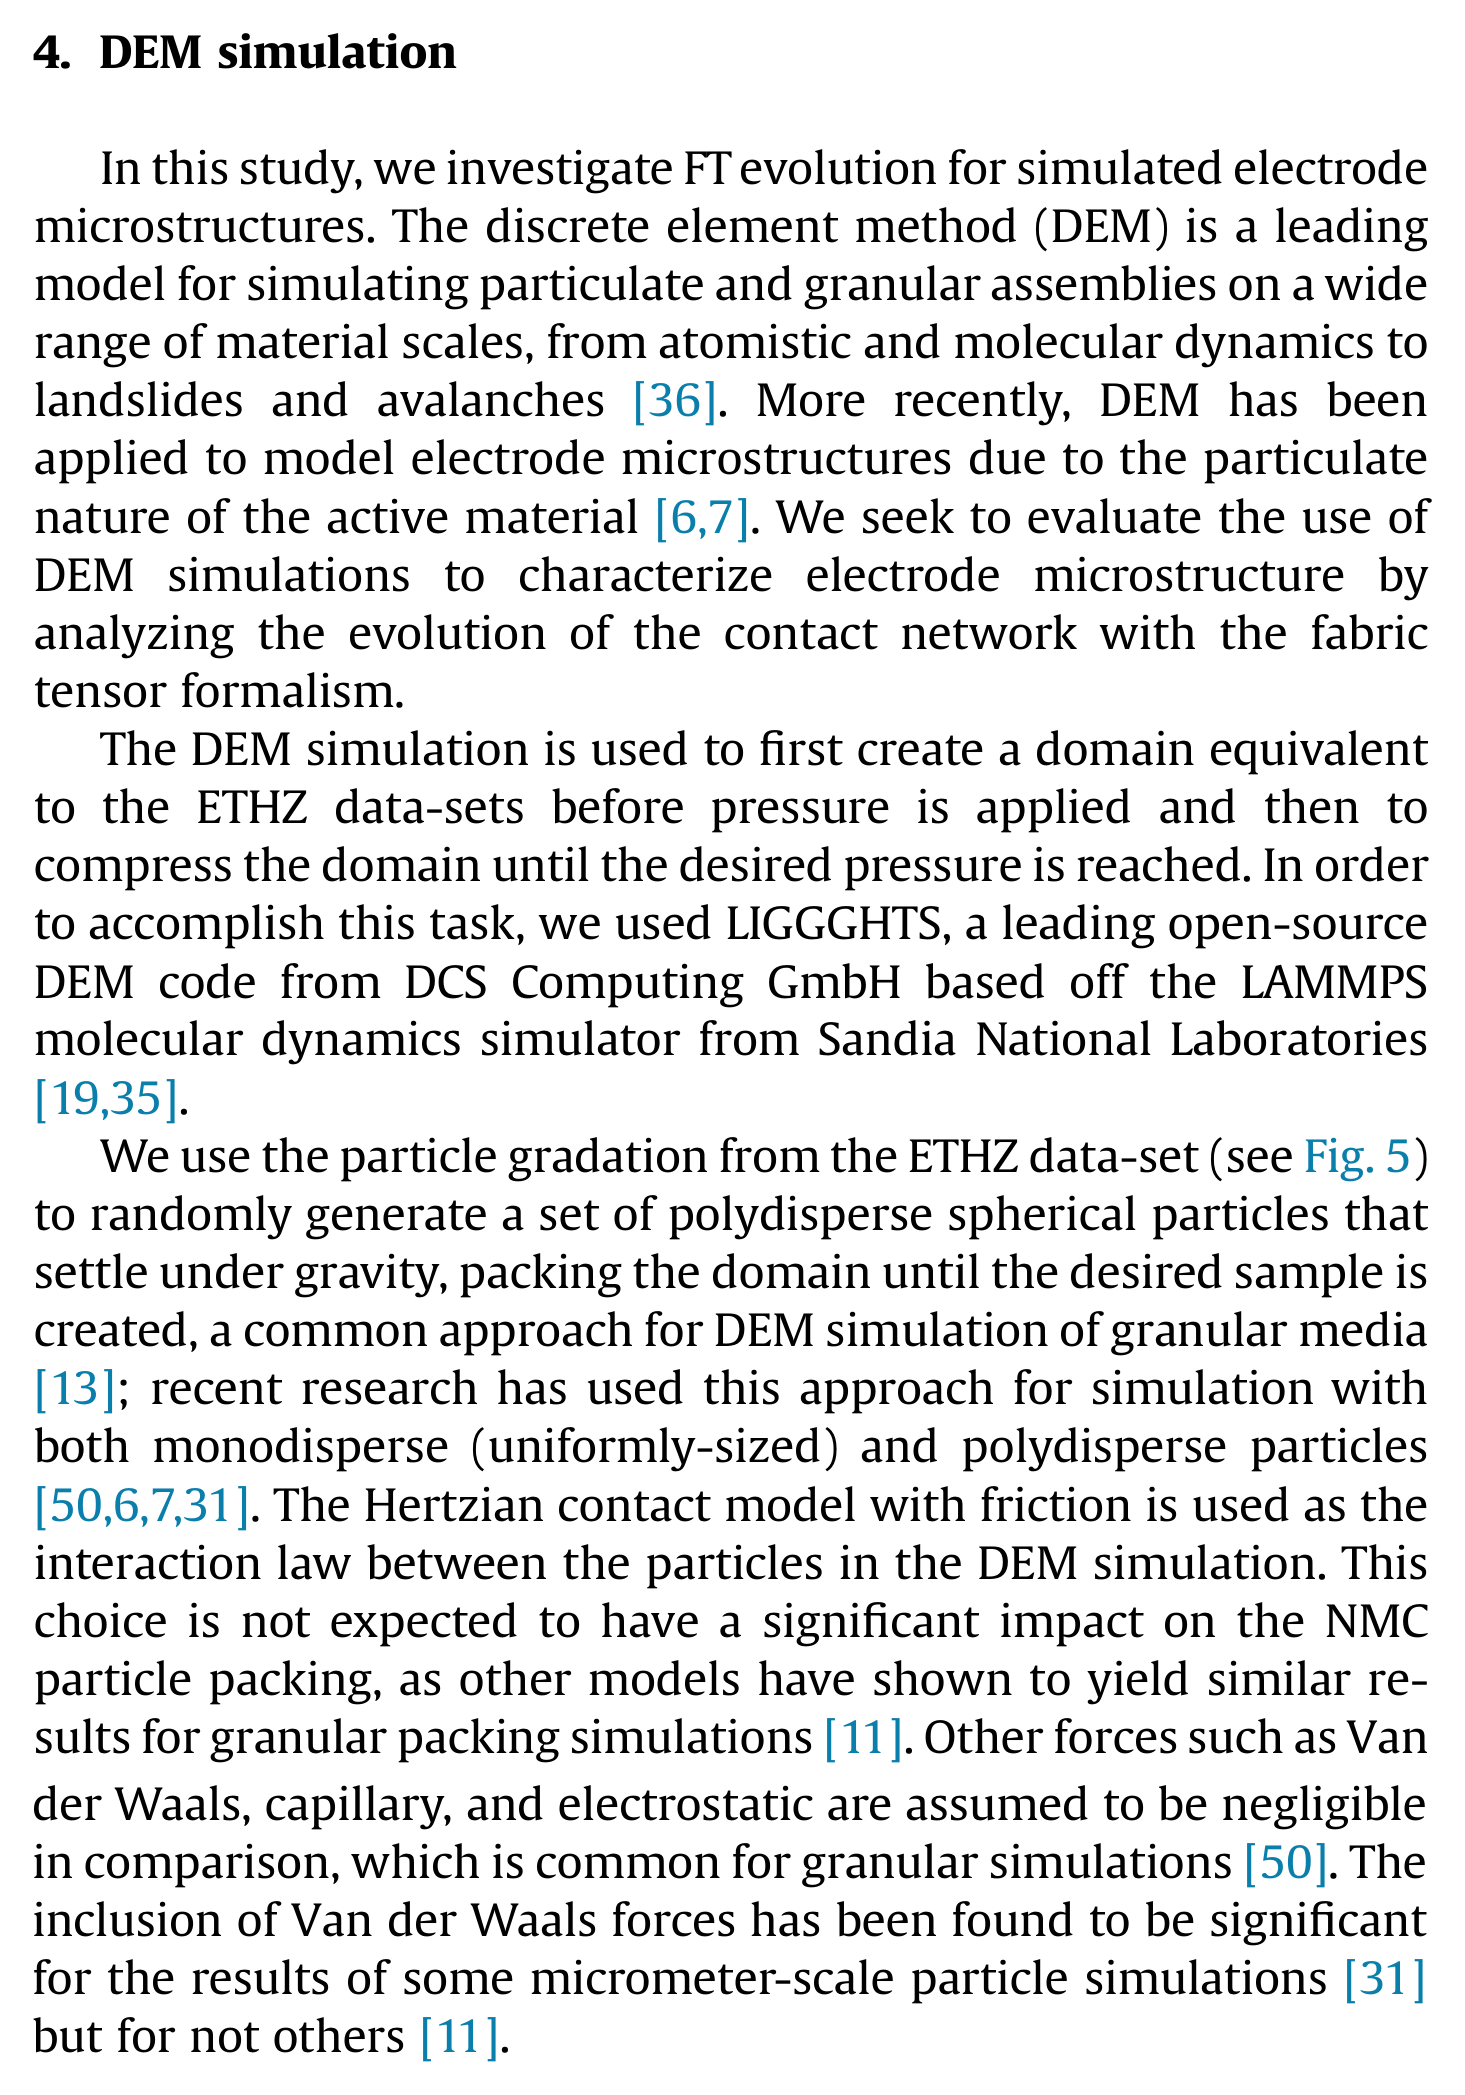 4. DEM simulation
In this study, we investigate FT evolution for simulated electrode
microstructures. The discrete element method (DEM) is a leading
model for simulating particulate and granular assemblies on a wide
range of material scales, from atomistic and molecular dynamics to
landslides and avalanches [36]. More recently, DEM has been
applied to model electrode microstructures due to the particulate
nature of the active material [6,7]. We seek to evaluate the use of
DEM simulations to characterize electrode microstructure by
analyzing the evolution of the contact network with the fabric
tensor formalism.
The DEM simulation is used to first create a domain equivalent
to the ETHZ data-sets before pressure is applied and then to
compress the domain until the desired pressure is reached. In order
to accomplish this task, we used LIGGGHTS, a leading open-source
DEM code from DCS Computing GmbH based off the LAMMPS
molecular dynamics simulator from Sandia National Laboratories
[19,35].
We use the particle gradation from the ETHZ data-set (see Fig. 5)
to randomly generate a set of polydisperse spherical particles that
settle under gravity, packing the domain until the desired sample is
created, a common approach for DEM simulation of granular media
[13]; recent research has used this approach for simulation with
both monodisperse (uniformly-sized) and polydisperse particles
[50,6,7,31]. The Hertzian contact model with friction is used as the
interaction law between the particles in the DEM simulation. This
choice is not expected to have a significant impact on the NMC
particle packing, as other models have shown to yield similar re-
sults for granular packing simulations [11]. Other forces such as Van
der Waals, capillary, and electrostatic are assumed to be negligible
in comparison, which is common for granular simulations [50]. The
inclusion of Van der Waals forces has been found to be significant
for the results of some micrometer-scale particle simulations [31]
but for not others [11].